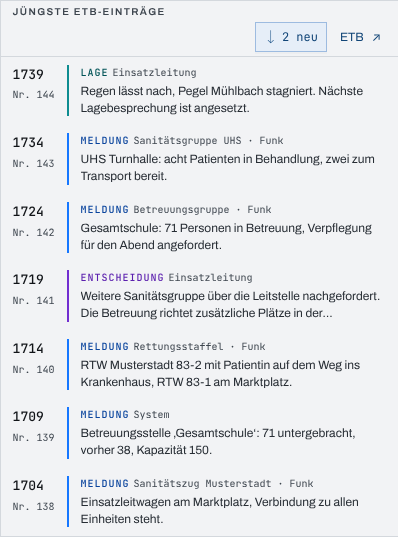 JÜNGSTE ETB-EINTRÄGE
↓ 2 neu ETB ↗
1739 LAGE Einsatzleitung
Nr. 144 Regen lässt nach, Pegel Mühlbach stagniert. Nächste
Lagebesprechung ist angesetzt.
1734 MELDUNG Sanitätsgruppe UHS · Funk
Nr. 143 UHS Turnhalle: acht Patienten in Behandlung, zwei zum
Transport bereit.
1724 MELDUNG Betreuungsgruppe · Funk
Nr. 142 Gesamtschule: 71 Personen in Betreuung, Verpflegung
für den Abend angefordert.
1719 ENTSCHEIDUNG Einsatzleitung
Nr. 141 Weitere Sanitätsgruppe über die Leitstelle nachgefordert.
Die Betreuung richtet zusätzliche Plätze in der…
1714 MELDUNG Rettungsstaffel · Funk
Nr. 140 RTW Musterstadt 83-2 mit Patientin auf dem Weg ins
Krankenhaus, RTW 83-1 am Marktplatz.
1709 MELDUNG System
Nr. 139 Betreuungsstelle ‚Gesamtschule‘: 71 untergebracht,
vorher 38, Kapazität 150.
1704 MELDUNG Sanitätszug Musterstadt · Funk
Nr. 138 Einsatzleitwagen am Marktplatz, Verbindung zu allen
Einheiten steht.